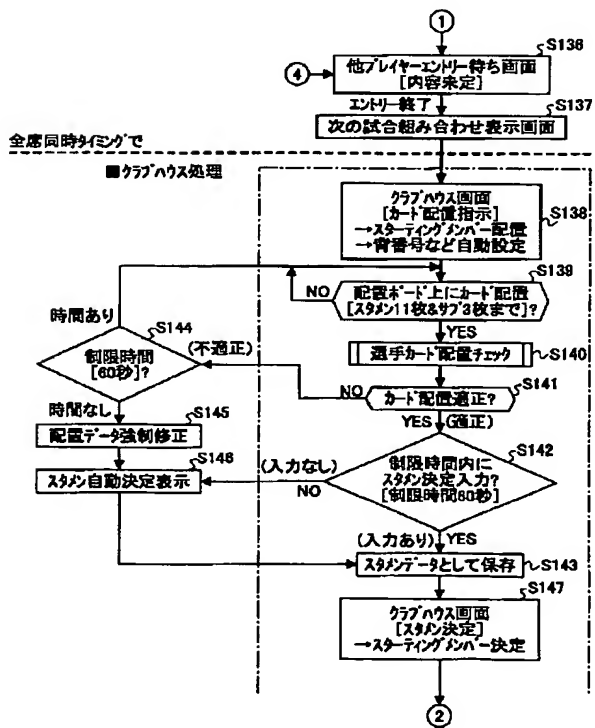 ①
S136
④
他プレイヤーエントリー待ち画面
[内容未定]
エントリー終了
S137
次の試合組み合わせ表示画面
全席同時タイミングで
■クラブハウス処理
クラブハウス画面
[カード配置指示]
→スターティングメンバー配置
→背番号など自動設定
S138
S139
配置ボード上にカード配置
[スタメン11枚&サブ3枚まで]?
NO
YES
時間あり
S144
制限時間
[60秒]?
(不適正)
選手カード配置チェック
S140
S141
カード配置適正?
NO
YES
(適正)
時間なし
S145
配置データ強制修正
S146
スタメン自動決定表示
(入力なし)
NO
S142
制限時間内に
スタメン決定入力?
[制限時間60秒]
(入力あり)
YES
スタメンデータとして保存
S143
S147
クラブハウス画面
[スタメン決定]
→スターティングメンバー決定
②